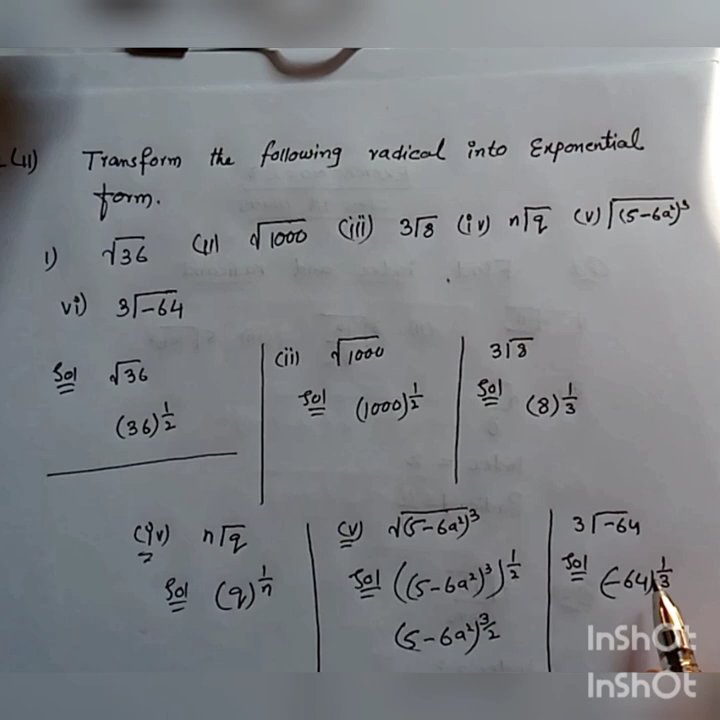 (11) Transform the following radical into Exponential
form.
1) √36 (11) √1000 (iii) 3√8 (iv) n√q (v) √(5-6a²)³
vi) 3√-64
Sol √36
(36)^1/2
(ii) √1000
Sol (1000)^1/2
3√8
Sol (8)^1/3
(iv) n√q
Sol (q)^1/n
(v) √(5-6a²)³
Sol ((5-6a²)³)^1/2
(5-6a²)^3/2
3√-64
Sol (-64)^1/3
InShOt
InShOt